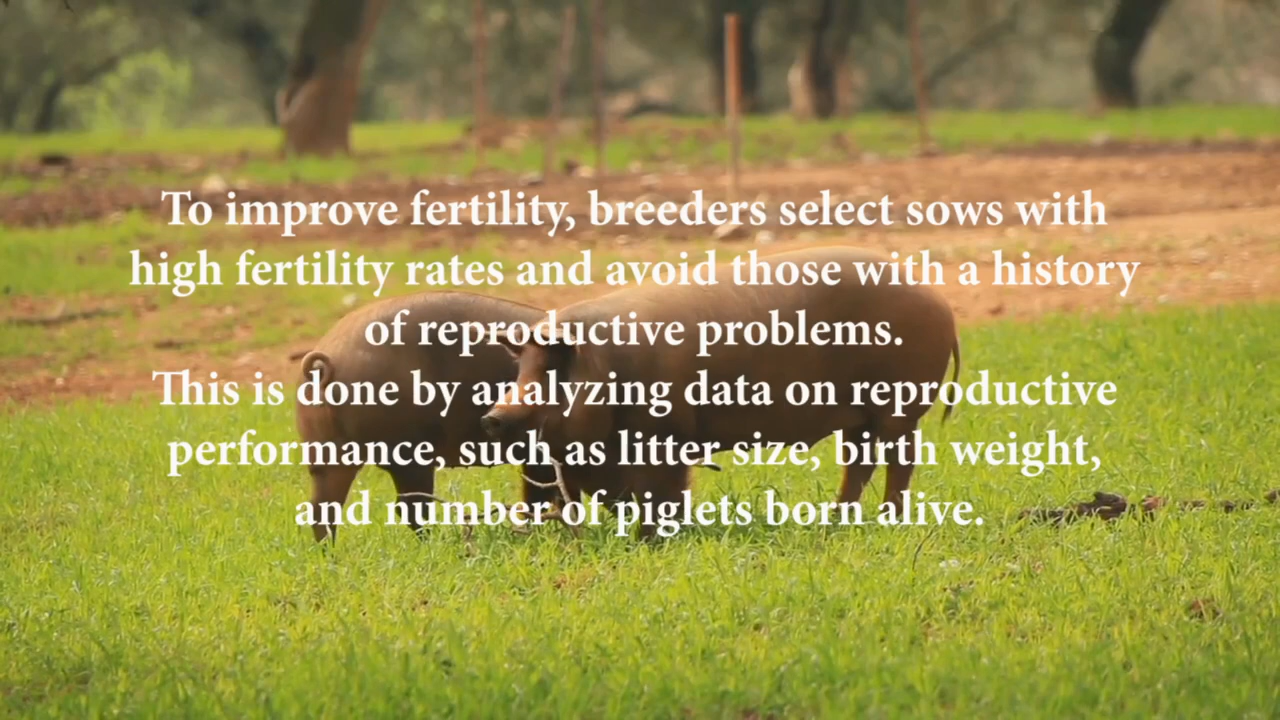 To improve fertility, breeders select sows with
high fertility rates and avoid those with a history
of reproductive problems.
This is done by analyzing data on reproductive
performance, such as litter size, birth weight,
and number of piglets born alive.